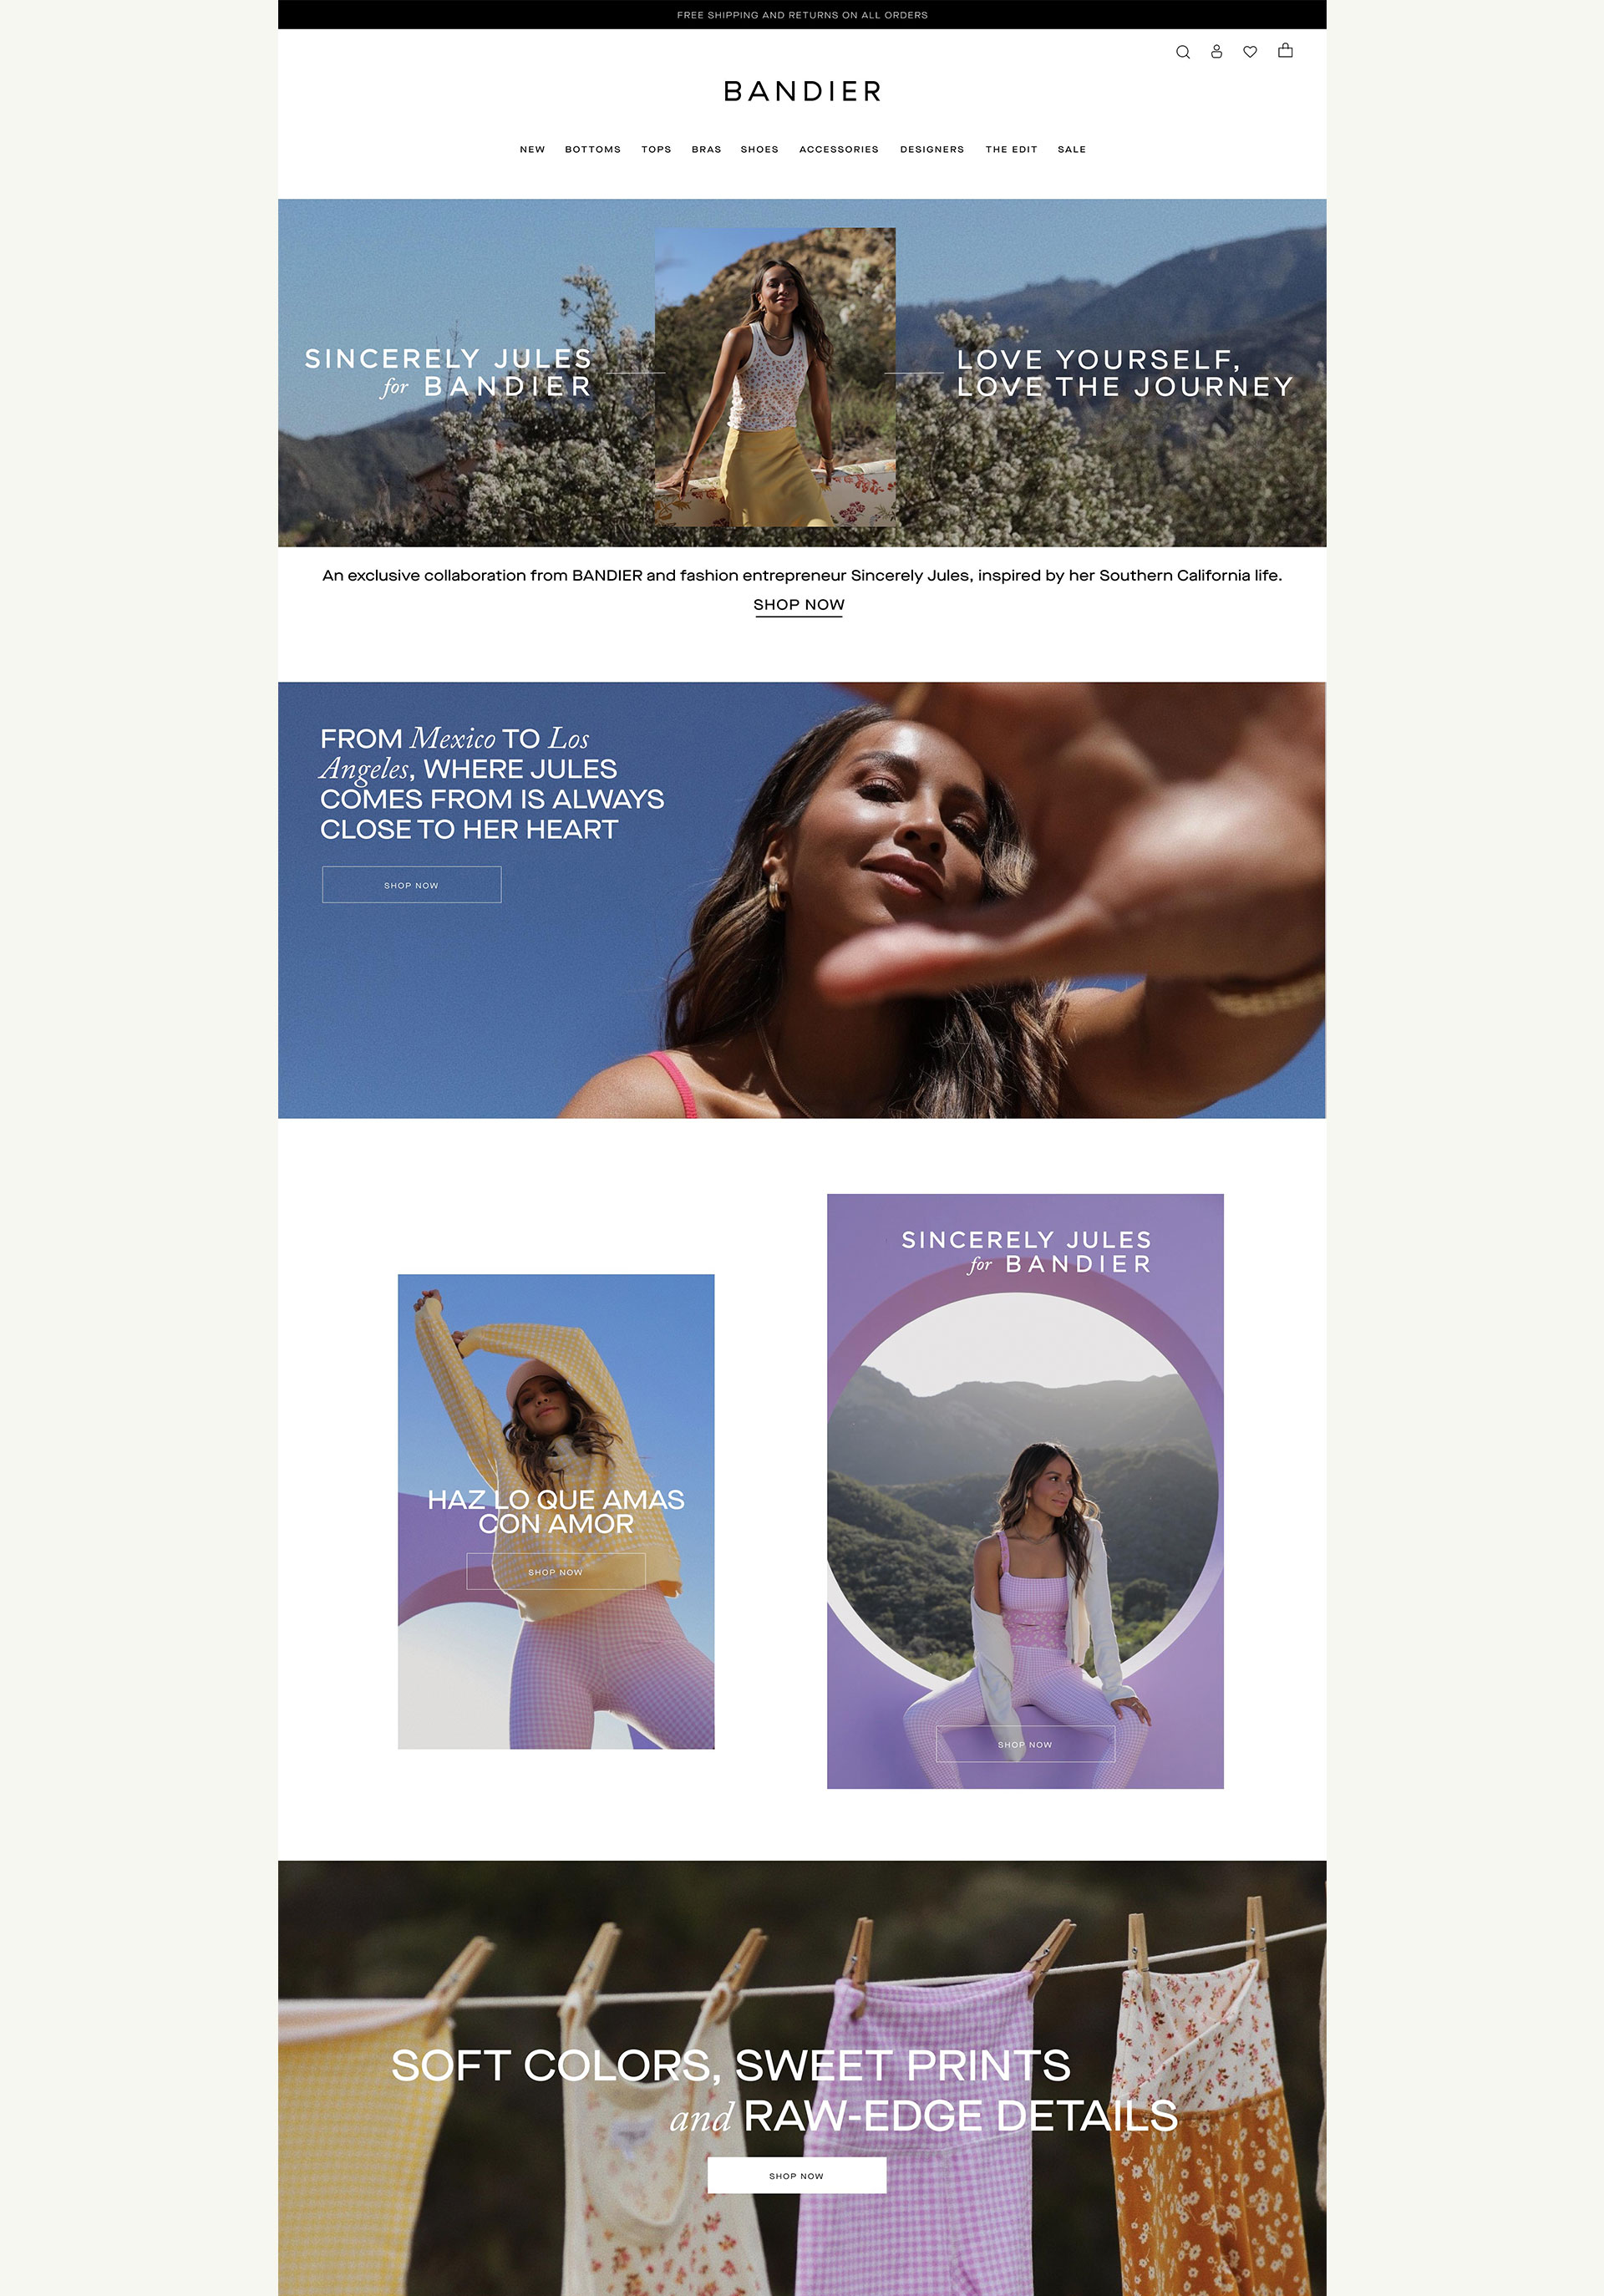 FREE SHIPPING AND RETURNS ON ALL ORDERS
BANDIER
NEW BOTTOMS TOPS BRAS SHOES ACCESSORIES DESIGNERS THE EDIT SALE
SINCERELY JULES
for BANDIER
LOVE YOURSELF,
LOVE THE JOURNEY
An exclusive collaboration from BANDIER and fashion entrepreneur Sincerely Jules, inspired by her Southern California life.
SHOP NOW
FROM Mexico TO Los
Angeles, WHERE JULES
COMES FROM IS ALWAYS
CLOSE TO HER HEART
SHOP NOW
HAZ LO QUE AMAS
CON AMOR
SHOP NOW
SINCERELY JULES
for BANDIER
SHOP NOW
SOFT COLORS, SWEET PRINTS
and RAW-EDGE DETAILS
SHOP NOW